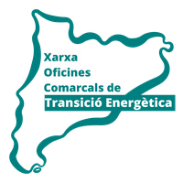 Xarxa
Oficines
Comarcals de
Transició Energètica